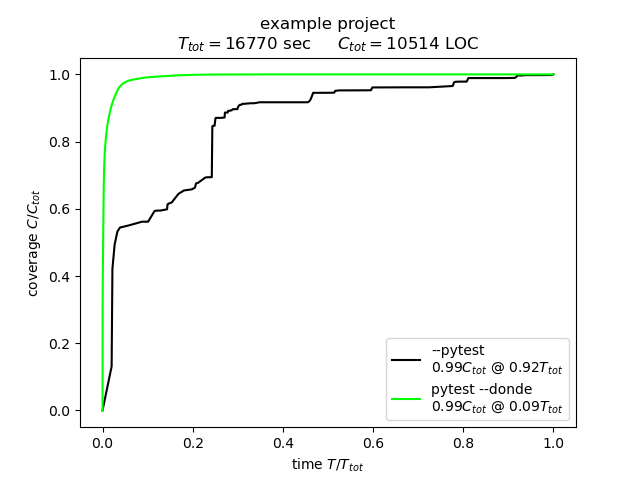 example project
T_tot = 16770 sec C_tot = 10514 LOC
coverage C/C_tot
1.0
0.8
0.6
0.4
0.2
0.0
--pytest
0.99C_tot @ 0.92T_tot
pytest --donde
0.99C_tot @ 0.09T_tot
0.0 0.2 0.4 0.6 0.8 1.0
time T/T_tot